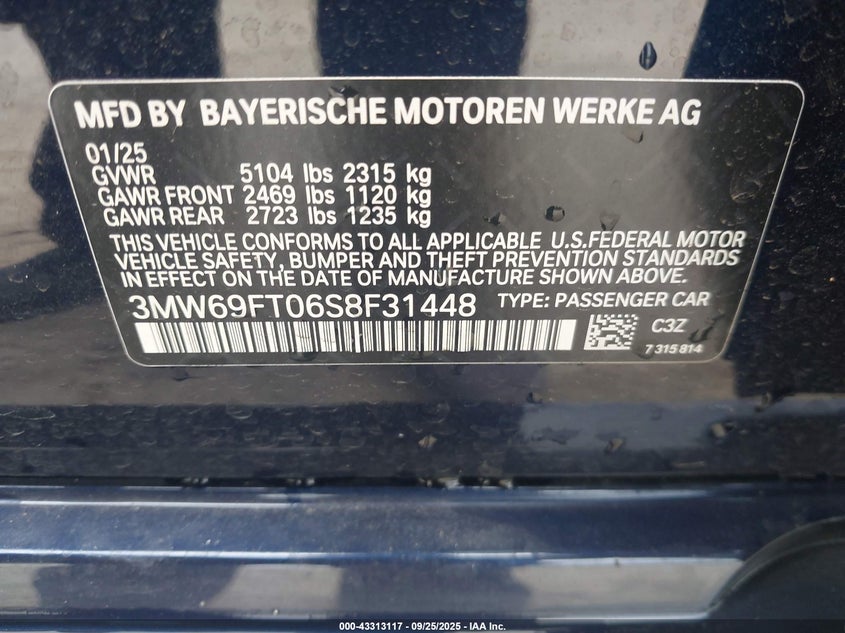 MFD BY BAYERISCHE MOTOREN WERKE AG
01/25
GVWR 5104 lbs 2315 kg
GAWR FRONT 2469 lbs 1120 kg
GAWR REAR 2723 lbs 1235 kg
THIS VEHICLE CONFORMS TO ALL APPLICABLE U.S.FEDERAL MOTOR
VEHICLE SAFETY, BUMPER AND THEFT PREVENTION STANDARDS
IN EFFECT ON THE DATE OF MANUFACTURE SHOWN ABOVE.
3MW69FT06S8F31448 TYPE: PASSENGER CAR
C3Z
7 315 814
000-43313117 - 09/25/2025 - IAA Inc.